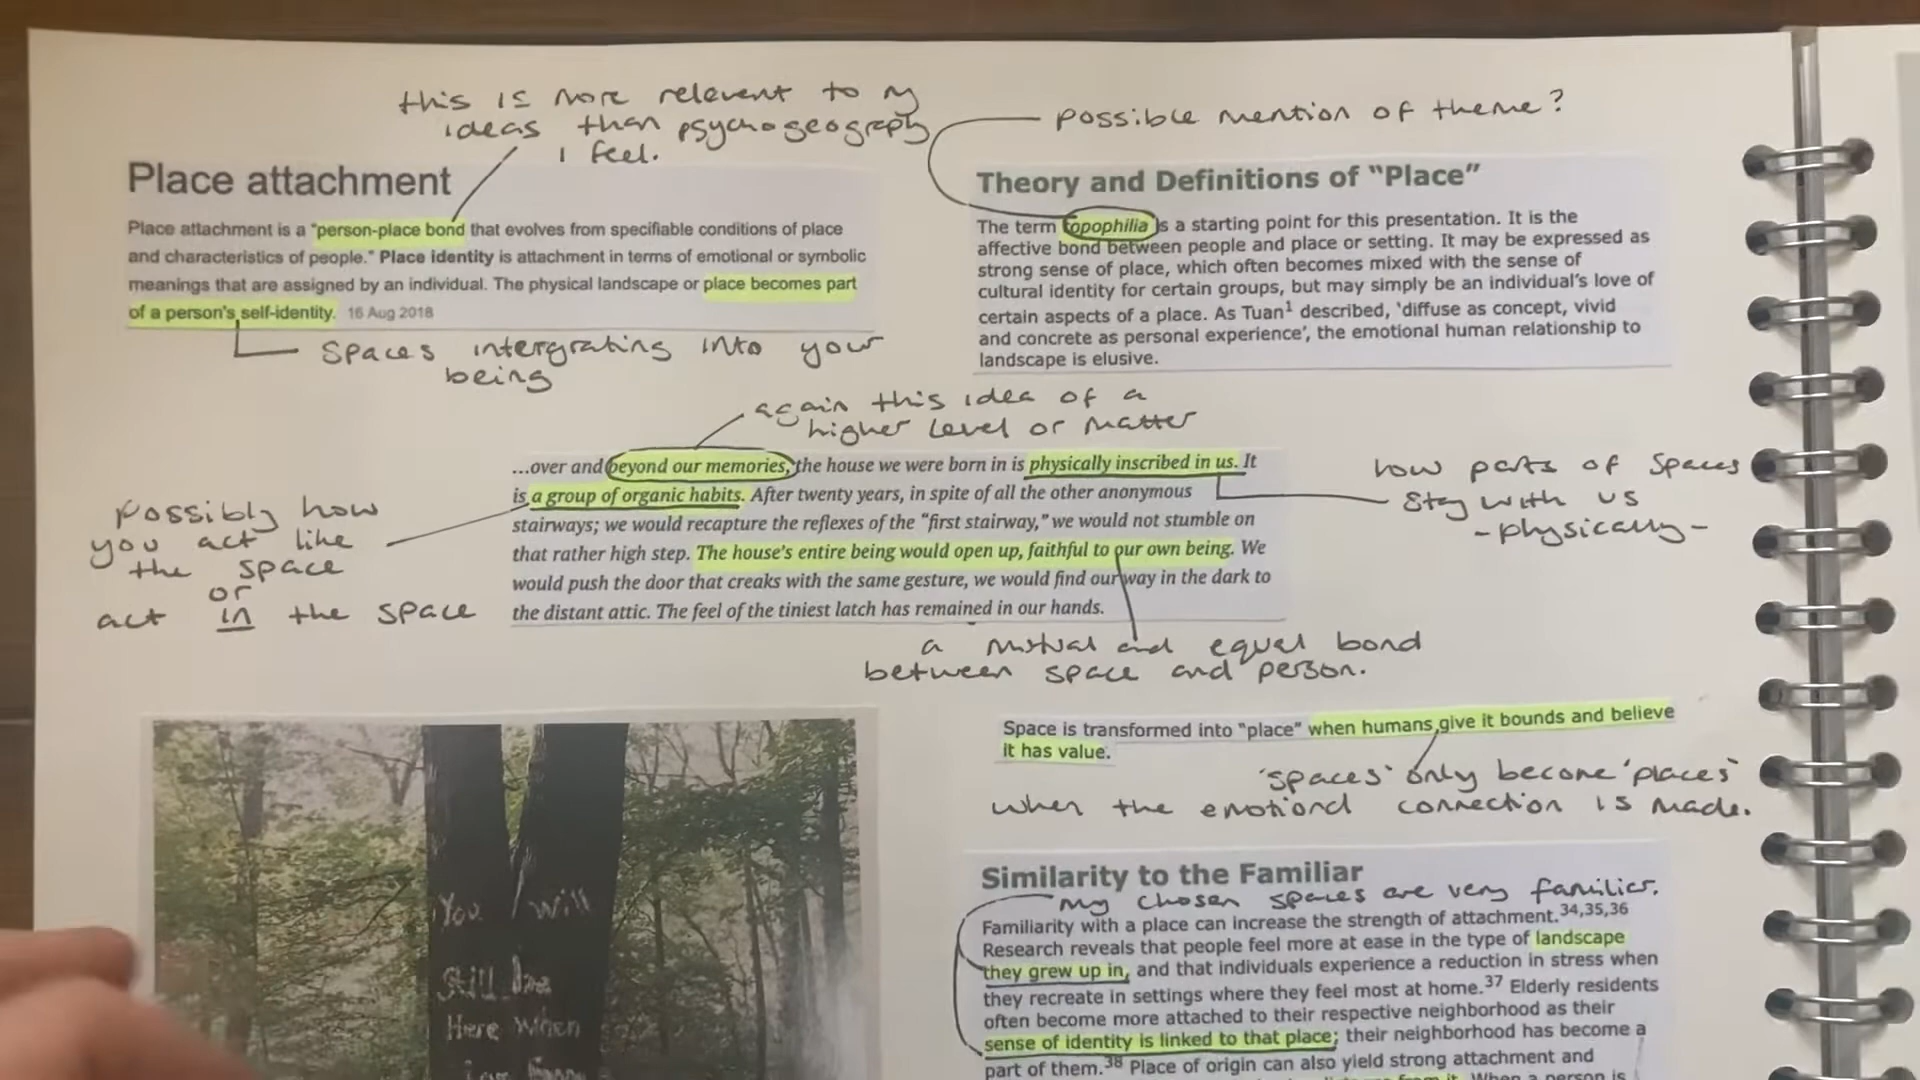 this is more relevent to my
ideas than psychogeography
I feel.
possible mention of theme?
Place attachment
Place attachment is a "person-place bond that evolves from specifiable conditions of place
and characteristics of people." Place identity is attachment in terms of emotional or symbolic
meanings that are assigned by an individual. The physical landscape or place becomes part
of a person's self-identity. 16 Aug 2018
spaces intergrating into your
being
Theory and Definitions of "Place"
The term topophilia is a starting point for this presentation. It is the
affective bond between people and place or setting. It may be expressed as
strong sense of place, which often becomes mixed with the sense of
cultural identity for certain groups, but may simply be an individual's love of
certain aspects of a place. As Tuan1 described, 'diffuse as concept, vivid
and concrete as personal experience', the emotional human relationship to
landscape is elusive.
again this idea of a
higher level or matter
...over and beyond our memories, the house we were born in is physically inscribed in us. It
is a group of organic habits. After twenty years, in spite of all the other anonymous
stairways; we would recapture the reflexes of the "first stairway," we would not stumble on
that rather high step. The house's entire being would open up, faithful to our own being. We
would push the door that creaks with the same gesture, we would find our way in the dark to
the distant attic. The feel of the tiniest latch has remained in our hands.
possibly how
you act like
the space
or
act in the space
how parts of spaces
stay with us
-physically-
a mutual and equal bond
between space and person.
Space is transformed into "place" when humans give it bounds and believe
it has value.
'spaces' only become 'places'
when the emotional connection is made.
Similarity to the Familiar
my chosen spaces are very familier.
Familiarity with a place can increase the strength of attachment.34,35,36
Research reveals that people feel more at ease in the type of landscape
they grew up in, and that individuals experience a reduction in stress when
they recreate in settings where they feel most at home.37 Elderly residents
often become more attached to their respective neighborhood as their
sense of identity is linked to that place; their neighborhood has become a
part of them.38 Place of origin can also yield strong attachment and
from it. When a person is
You will
Still Be
Here When